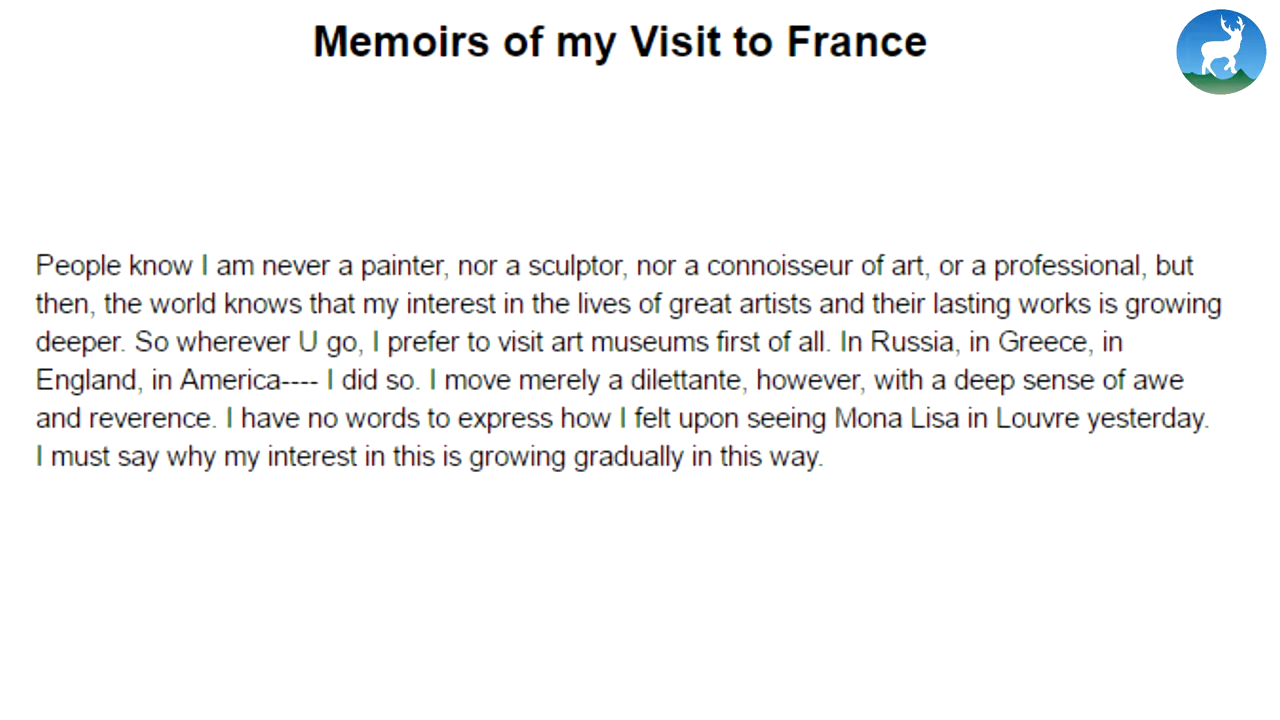 Memoirs of my Visit to France
People know I am never a painter, nor a sculptor, nor a connoisseur of art, or a professional, but
then, the world knows that my interest in the lives of great artists and their lasting works is growing
deeper. So wherever U go, I prefer to visit art museums first of all. In Russia, in Greece, in
England, in America---- I did so. I move merely a dilettante, however, with a deep sense of awe
and reverence. I have no words to express how I felt upon seeing Mona Lisa in Louvre yesterday.
I must say why my interest in this is growing gradually in this way.